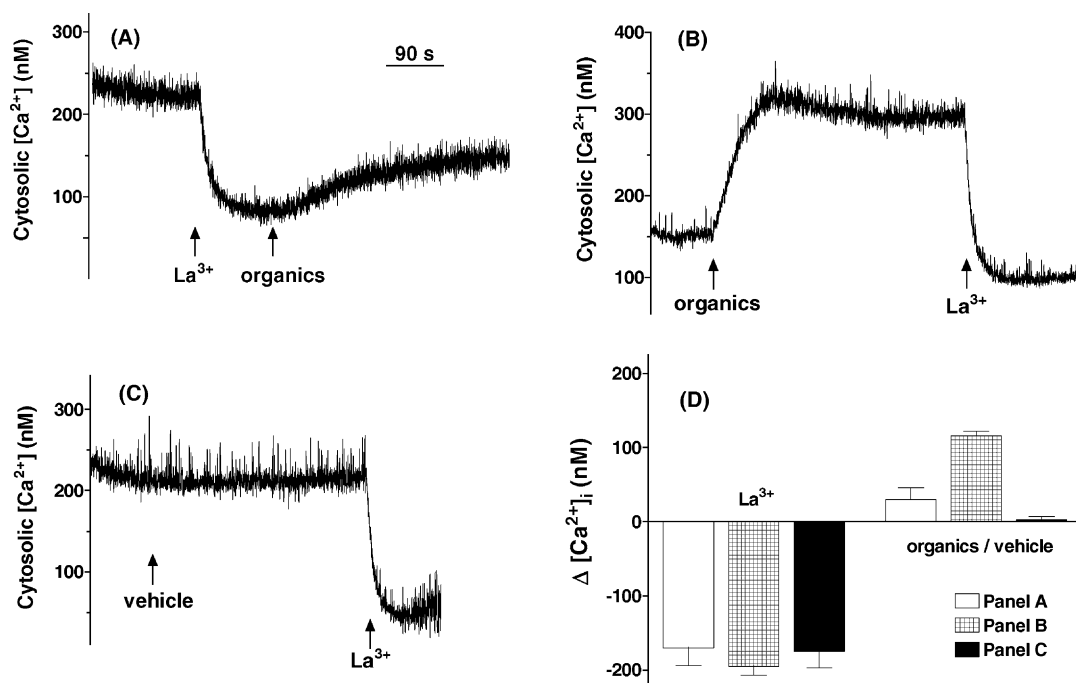 (A)
90 s
Cytosolic [Ca²⁺] (nM)
300
200
100
La³⁺
organics
(B)
Cytosolic [Ca²⁺] (nM)
400
300
200
100
organics
La³⁺
(C)
Cytosolic [Ca²⁺] (nM)
300
200
100
vehicle
La³⁺
(D)
Δ [Ca²⁺]ᵢ (nM)
200
100
0
-100
-200
La³⁺
organics / vehicle
Panel A
Panel B
Panel C